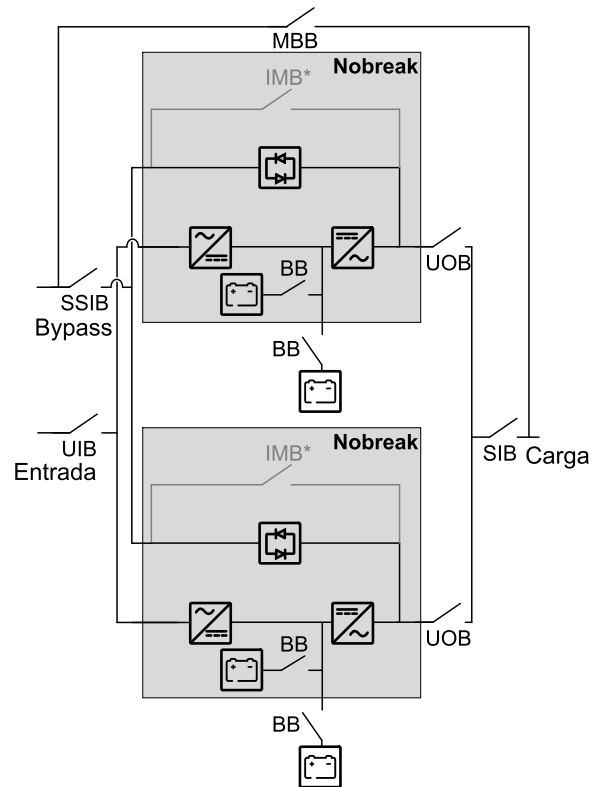 MBB
Nobreak
IMB*
BB
UOB
SSIB
Bypass
BB
UIB
Entrada
Nobreak
IMB*
SIB Carga
BB
UOB
BB